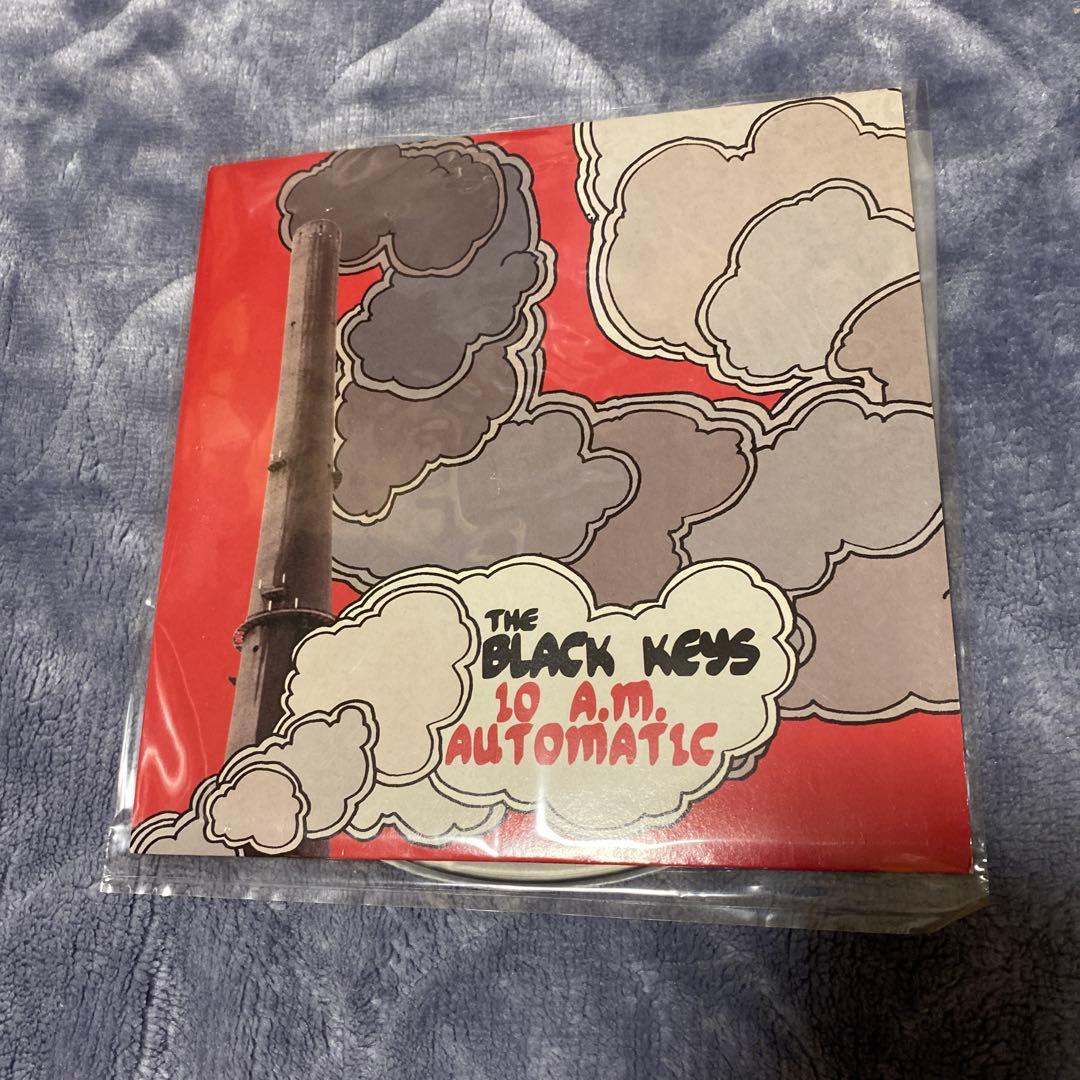 THE
BLACK KEYS
10 A.M.
AUTOMATIC